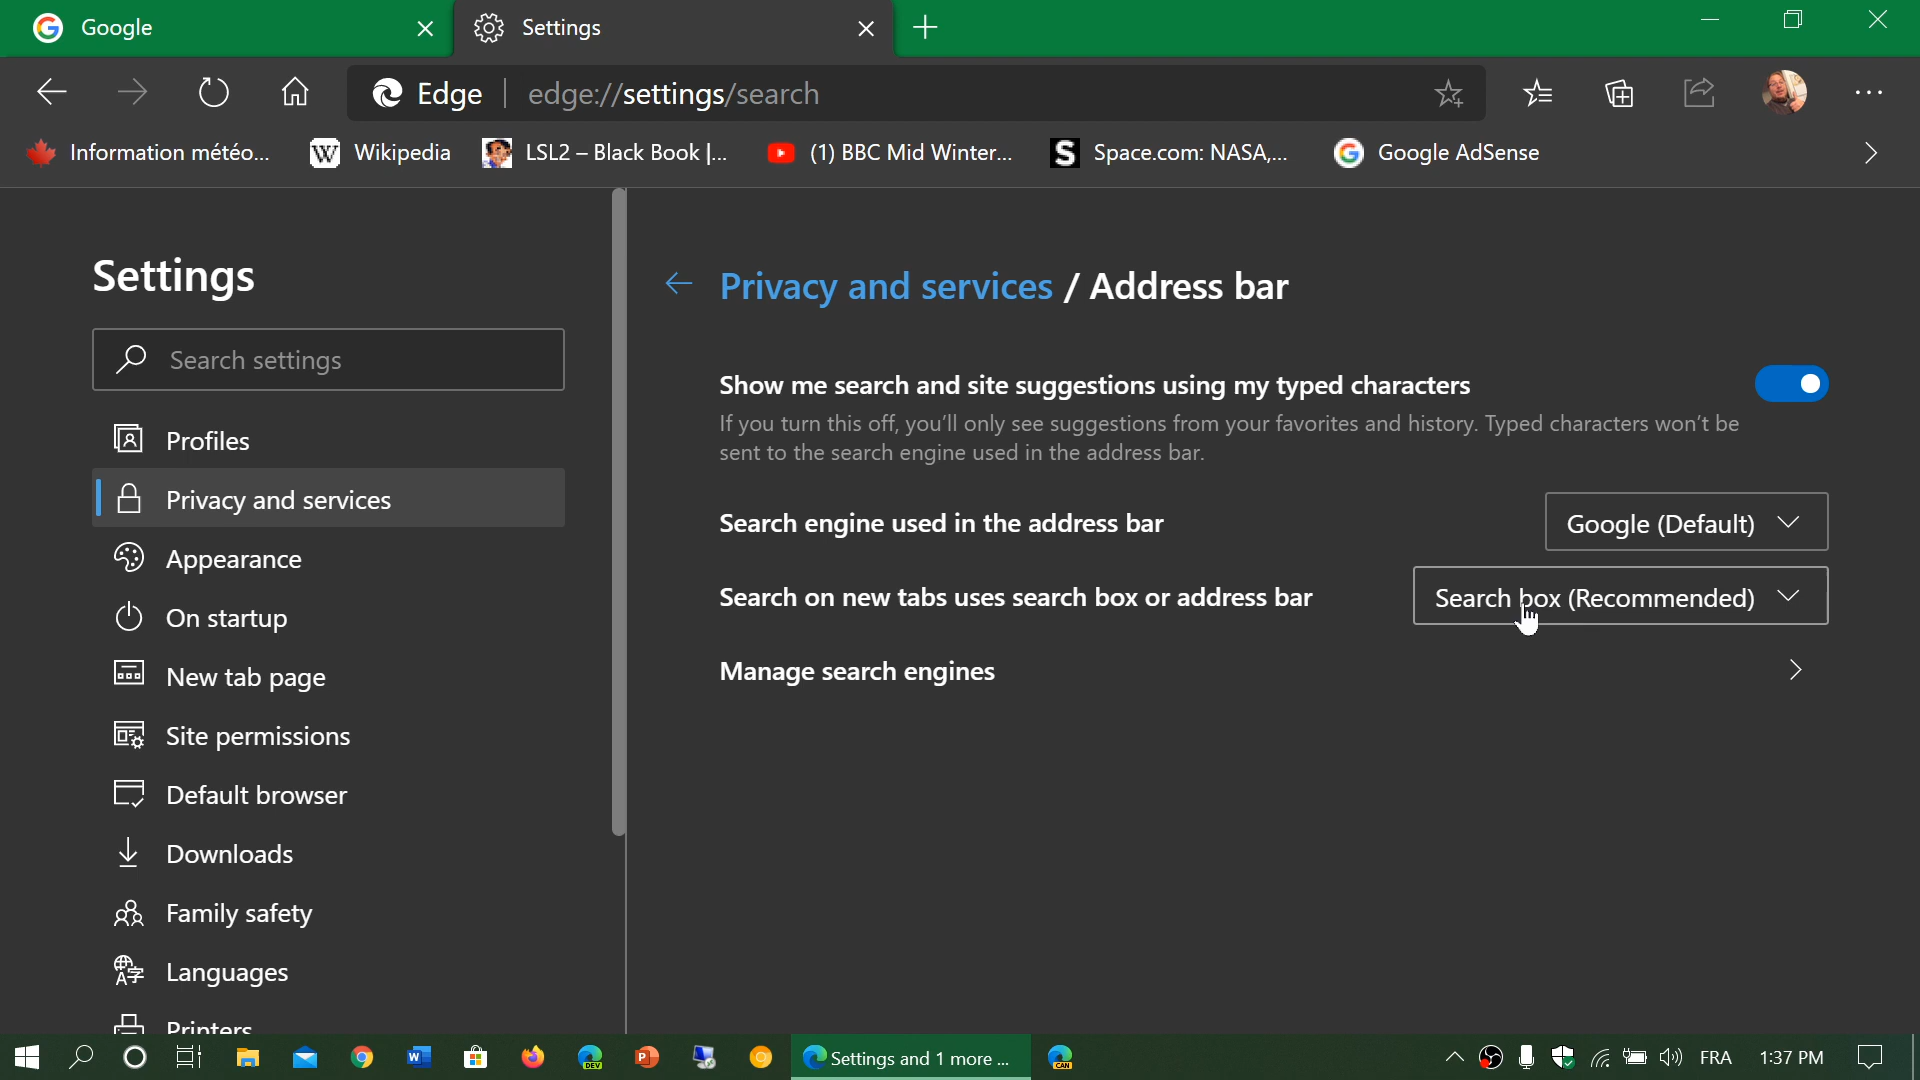 Google
Settings
Edge
edge://settings/search
Information météo...
W Wikipedia
LSL2 – Black Book |...
(1) BBC Mid Winter...
S Space.com: NASA,...
Google AdSense
Settings
Search settings
Profiles
Privacy and services
Appearance
On startup
New tab page
Site permissions
Default browser
Downloads
Family safety
Languages
Printers
Privacy and services / Address bar
Show me search and site suggestions using my typed characters
If you turn this off, you'll only see suggestions from your favorites and history. Typed characters won't be
sent to the search engine used in the address bar.
Search engine used in the address bar
Google (Default)
Search on new tabs uses search box or address bar
Search box (Recommended)
Manage search engines
W
DEV
P
Settings and 1 more ...
CAN
FRA
1:37 PM